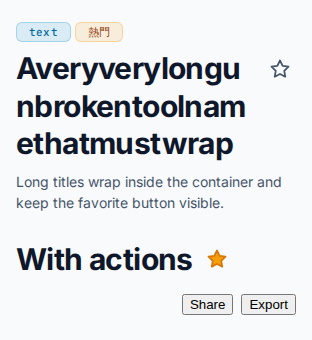 text 熱門
Averyverylongu
nbrokentoolnam
ethatmustwrap
Long titles wrap inside the container and
keep the favorite button visible.
With actions
Share Export